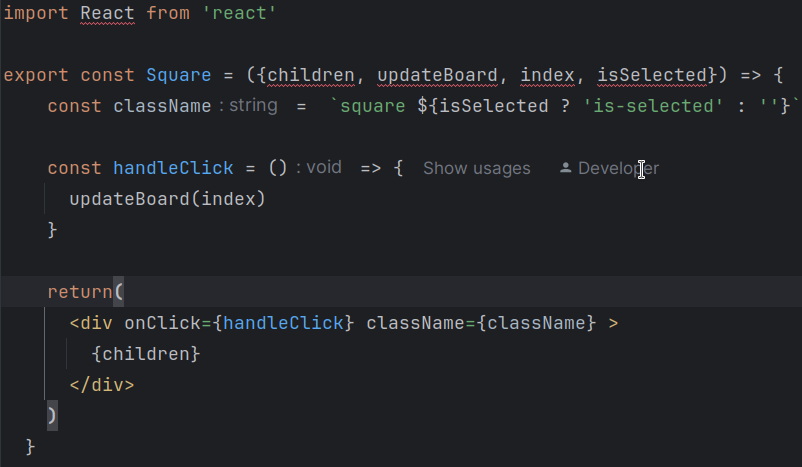 import React from 'react'
export const Square = ({children, updateBoard, index, isSelected}) => {
const className : string = `square ${isSelected ? 'is-selected' : ''}`
const handleClick = () : void => { Show usages Developer
updateBoard(index)
}
return(
<div onClick={handleClick} className={className} >
{children}
</div>
)
}